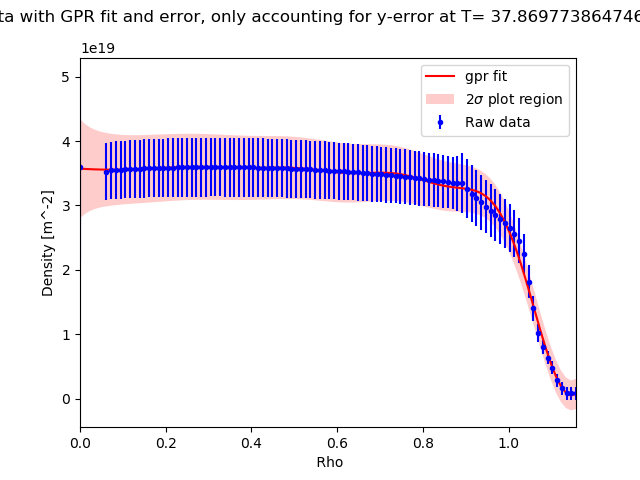 ta with GPR fit and error, only accounting for y-error at T= 37.869773864746
1e19
gpr fit
2σ plot region
Raw data
5
4
3
2
1
0
Density [m^-2]
0.0 0.2 0.4 0.6 0.8 1.0
Rho